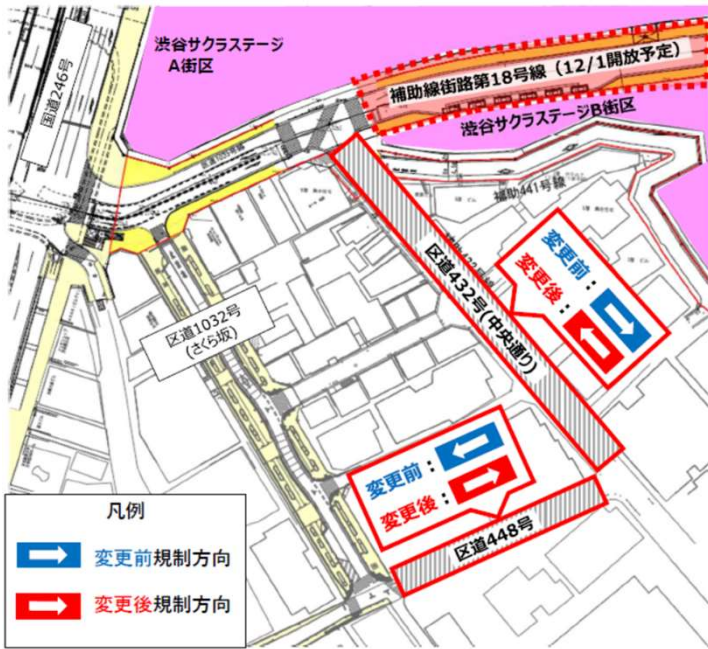 渋谷サクラステージ
A街区
国道246号
補助線街路第18号線（12/1開放予定）
渋谷サクラステージB街区
補助441号線
区道432号(中央通り)
変更前：
変更後：
区道1032号
(さくら坂)
変更前：
変更後：
区道448号
凡例
変更前規制方向
変更後規制方向